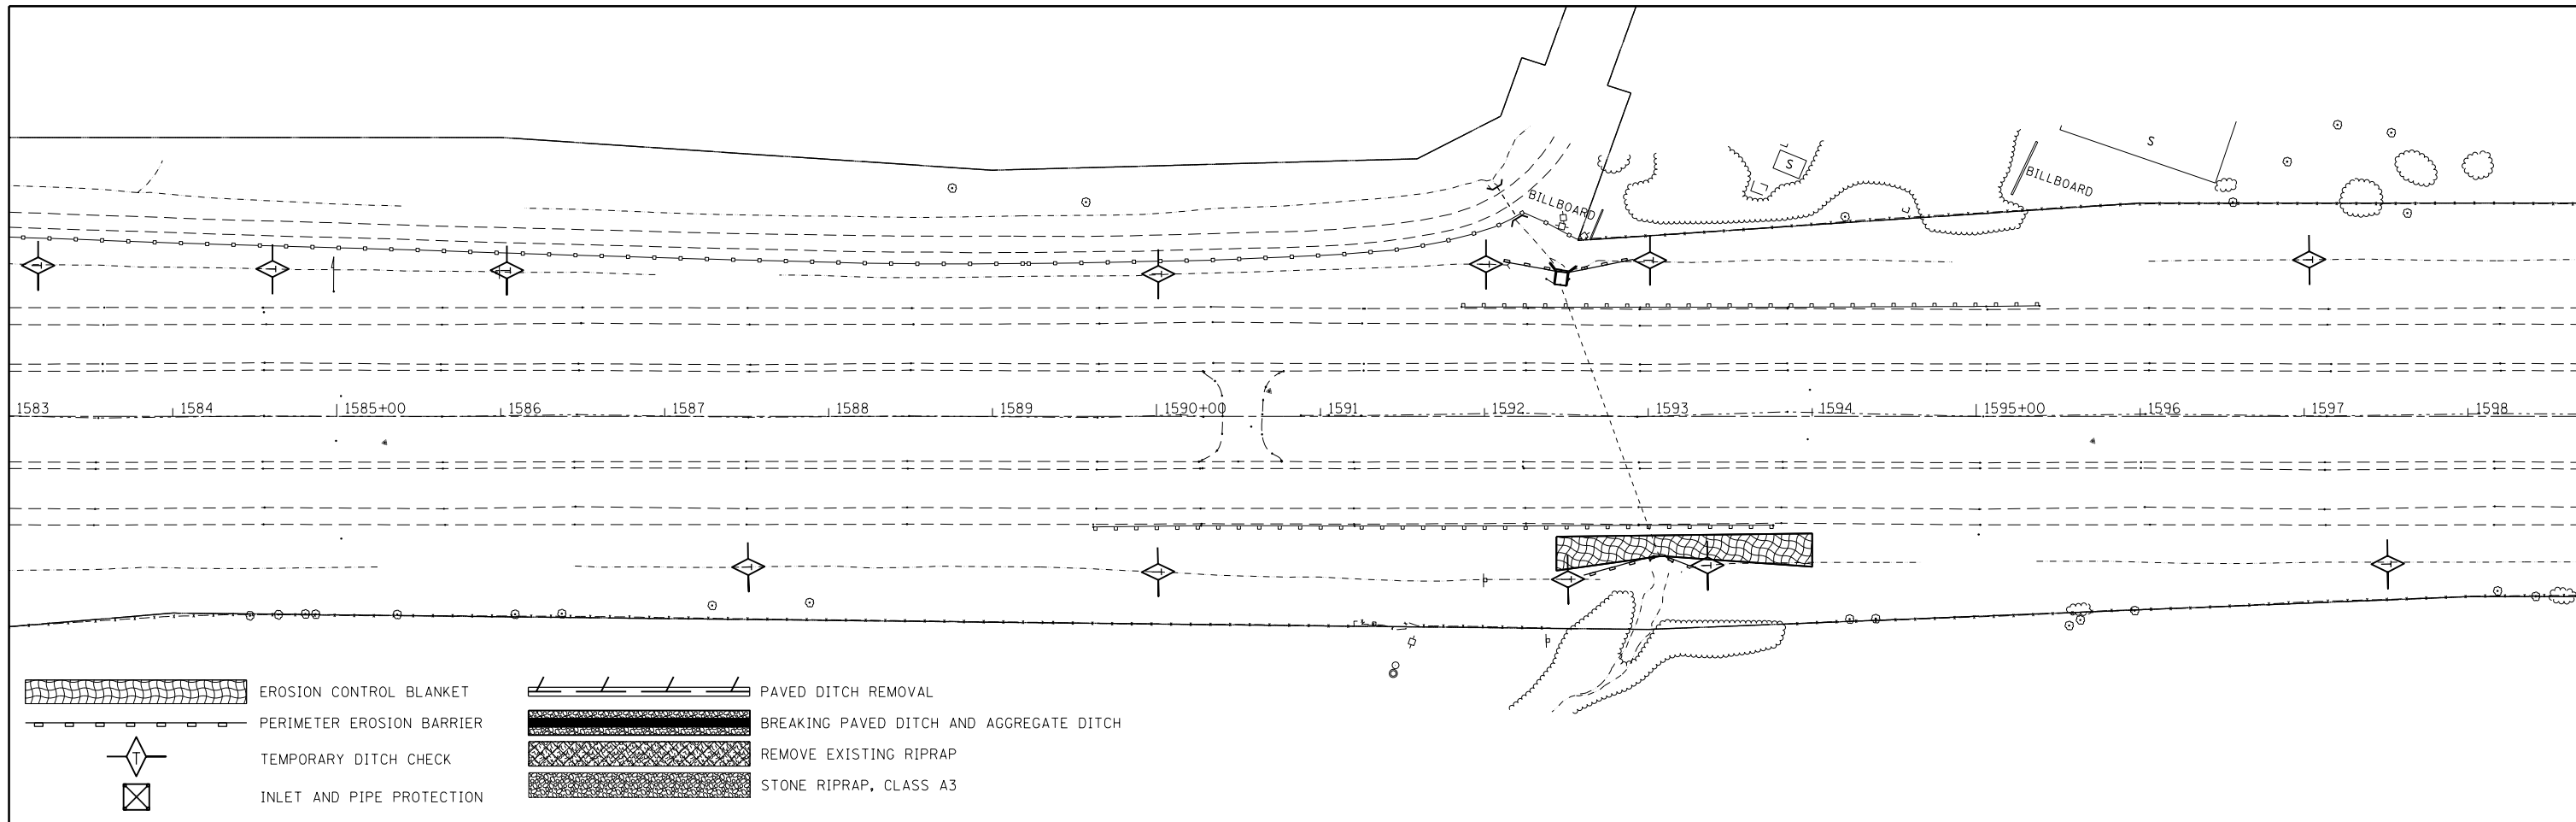 S
S
BILLBOARD
BILLBOARD
1583 1584 1585+00 1586 1587 1588 1589 1590+00 1591 1592 1593 1594 1595+00 1596 1597 1598
EROSION CONTROL BLANKET
PERIMETER EROSION BARRIER
T TEMPORARY DITCH CHECK
INLET AND PIPE PROTECTION
PAVED DITCH REMOVAL
BREAKING PAVED DITCH AND AGGREGATE DITCH
REMOVE EXISTING RIPRAP
STONE RIPRAP, CLASS A3